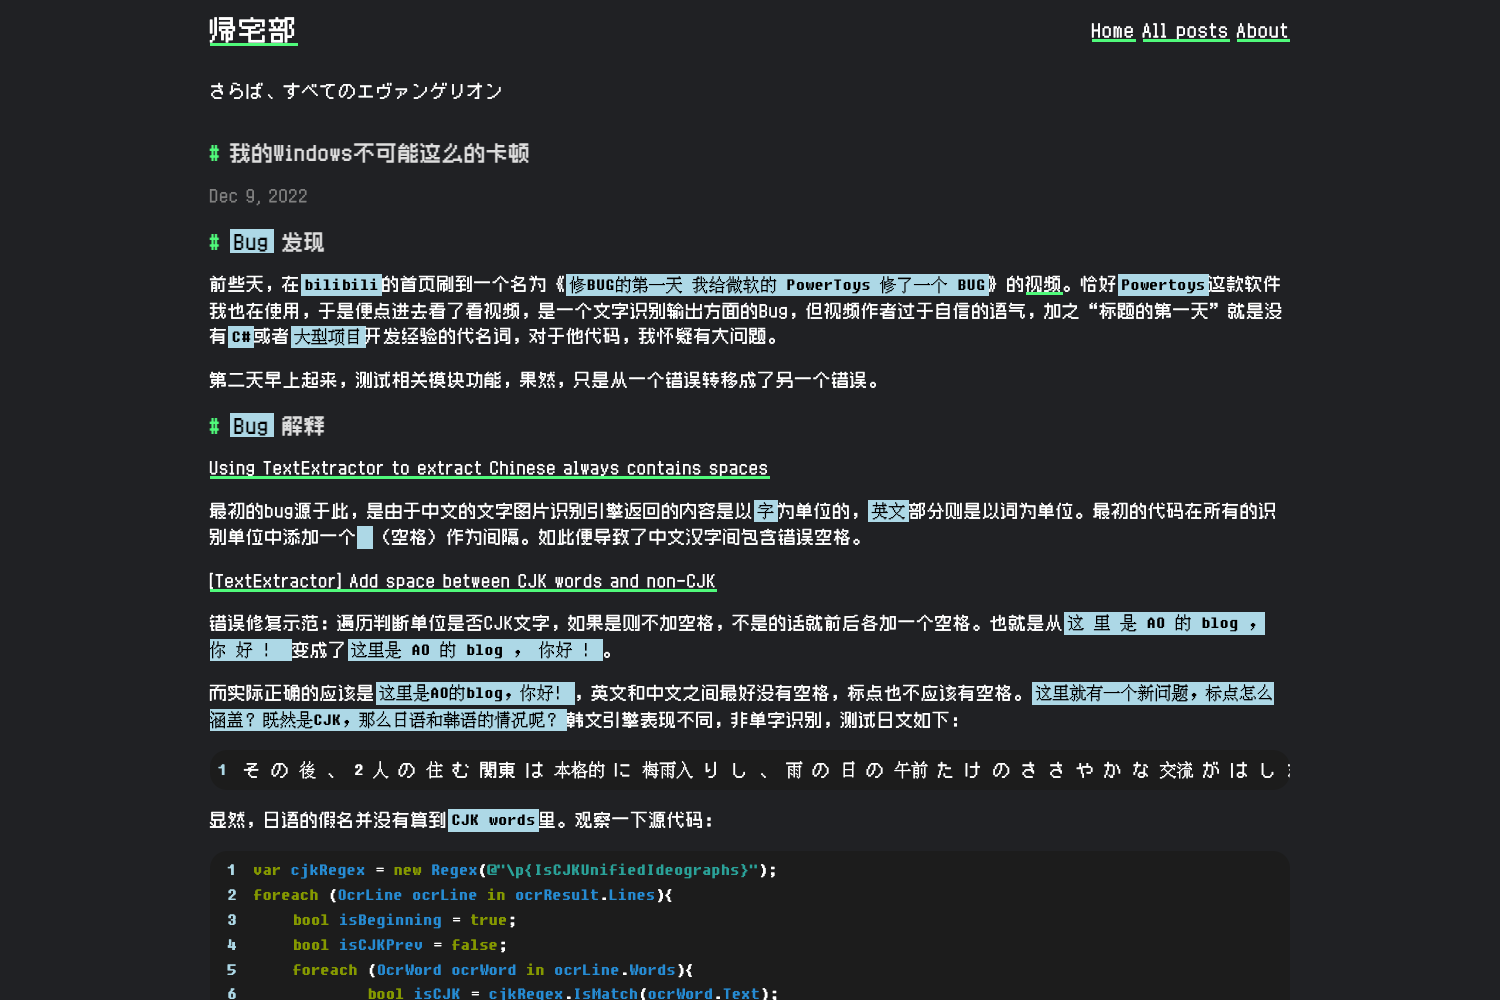 帰宅部
Home All posts About
さらば、すべてのエヴァンゲリオン
# 我的Windows不可能这么的卡顿
Dec 9, 2022
# Bug 发现
前些天，在bilibili的首页刷到一个名为《修BUG的第一天 我给微软的 PowerToys 修了一个 BUG》的视频。恰好Powertoys这款软件
我也在使用，于是便点进去看了看视频，是一个文字识别输出方面的Bug，但视频作者过于自信的语气，加之“标题的第一天”就是没
有C#或者大型项目开发经验的代名词，对于他代码，我怀疑有大问题。
第二天早上起来，测试相关模块功能，果然，只是从一个错误转移成了另一个错误。
# Bug 解释
Using TextExtractor to extract Chinese always contains spaces
最初的bug源于此，是由于中文的文字图片识别引擎返回的内容是以字为单位的，英文部分则是以词为单位。最初的代码在所有的识
别单位中添加一个 （空格）作为间隔。如此便导致了中文汉字间包含错误空格。
[TextExtractor] Add space between CJK words and non-CJK
错误修复示范：遍历判断单位是否CJK文字，如果是则不加空格，不是的话就前后各加一个空格。也就是从这 里 是 AO 的 blog ，
你 好 ！变成了这里是 AO 的 blog ， 你好 ！。
而实际正确的应该是这里是AO的blog，你好！，英文和中文之间最好没有空格，标点也不应该有空格。这里就有一个新问题，标点怎么
涵盖？既然是CJK，那么日语和韩语的情况呢？韩文引擎表现不同，非单字识别，测试日文如下：
1 そ の 後 、 2 人 の 住 む 関東 は 本格的 に 梅雨入 り し 、 雨 の 日 の 午前 た け の さ さ や か な 交流 が は し
显然，日语的假名并没有算到CJK words里。观察一下源代码：
1 var cjkRegex = new Regex(@"\p{IsCJKUnifiedIdeographs}");
2 foreach (OcrLine ocrLine in ocrResult.Lines){
3 bool isBeginning = true;
4 bool isCJKPrev = false;
5 foreach (OcrWord ocrWord in ocrLine.Words){
6 bool isCJK = cjkRegex.IsMatch(ocrWord.Text);